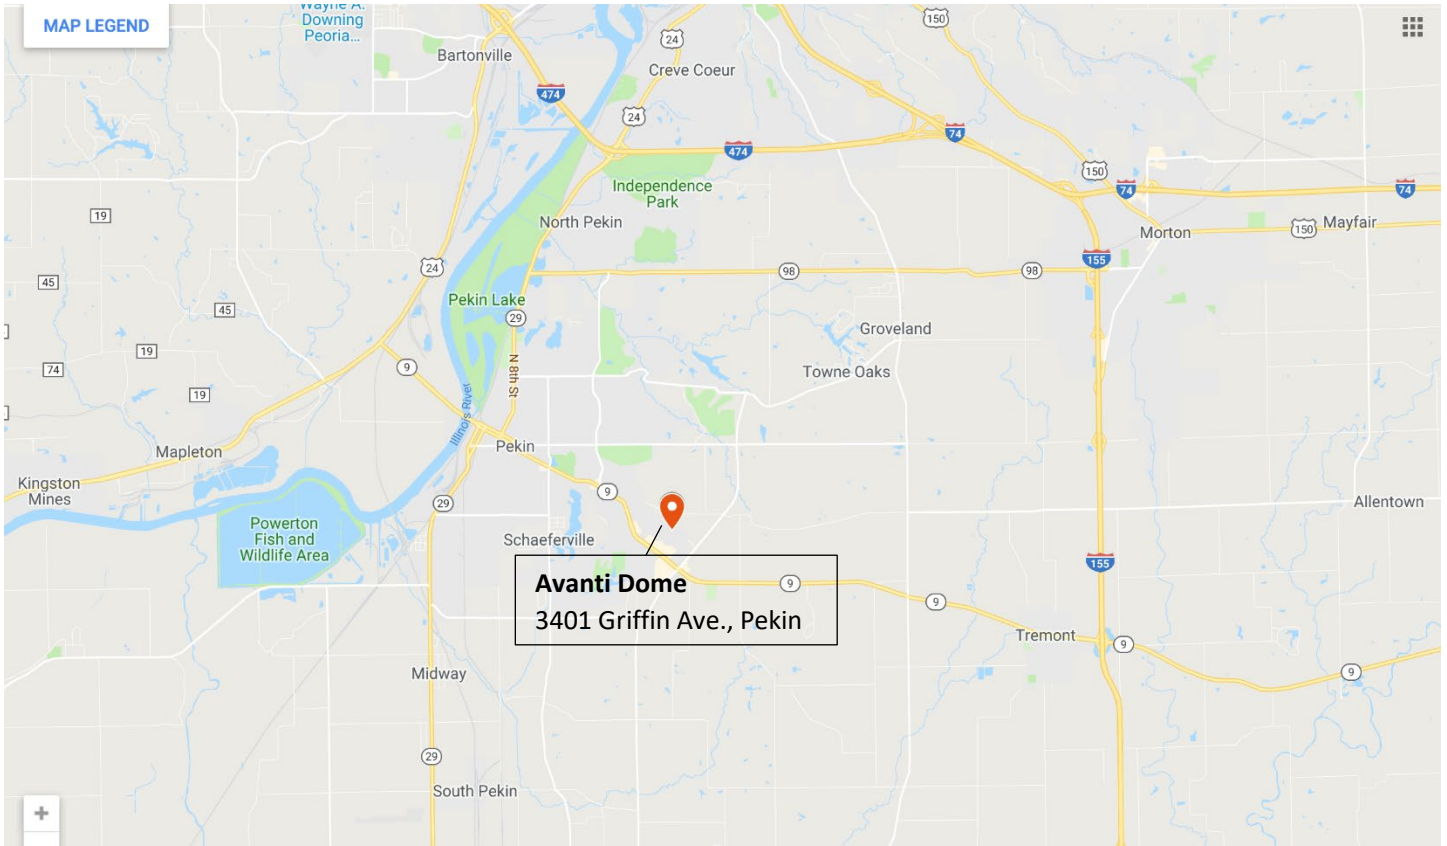 MAP LEGEND
Wayne A.
Downing
Peoria...
Bartonville
24
150
Creve Coeur
474
24
474
74
150
74
74
Independence
Park
19
North Pekin
150
Mayfair
Morton
24
98
98
155
45
Pekin Lake
45
29
Groveland
19
9
N 8th St
74
Towne Oaks
19
Illinois River
Mapleton
Pekin
Kingston
Mines
9
29
Allentown
Powerton
Fish and
Wildlife Area
Schaeferville
155
Avanti Dome
3401 Griffin Ave., Pekin
9
9
Tremont
9
Midway
9
29
South Pekin
+